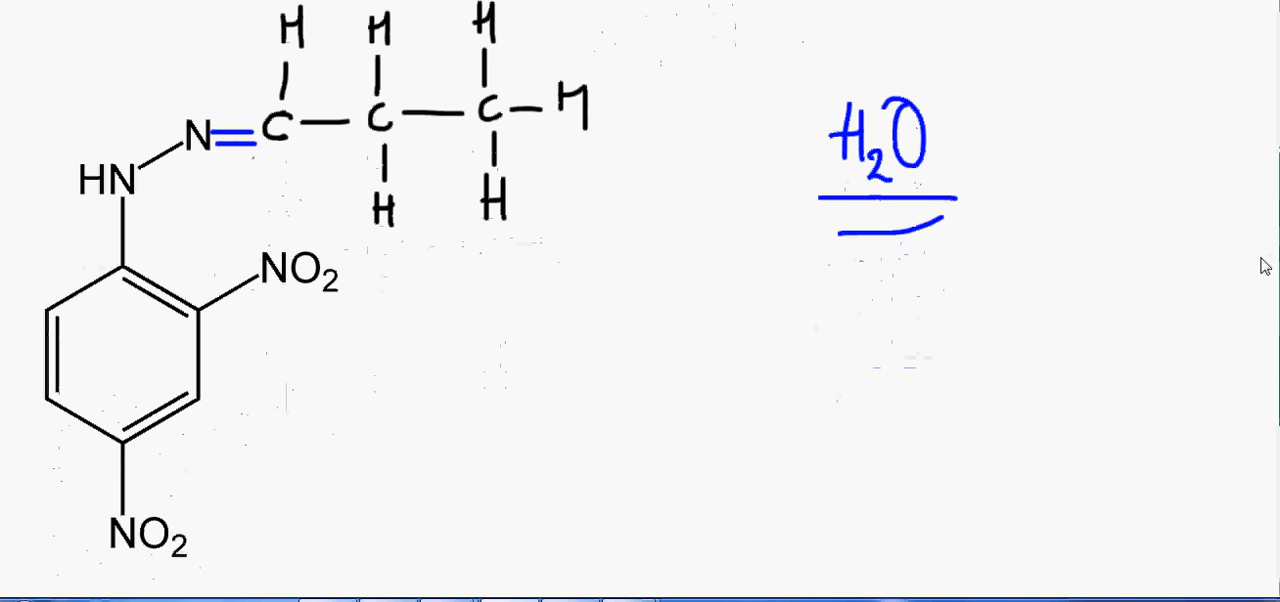 H H H
N=C—C—C—H
HN
H H
H₂O
NO₂
NO₂